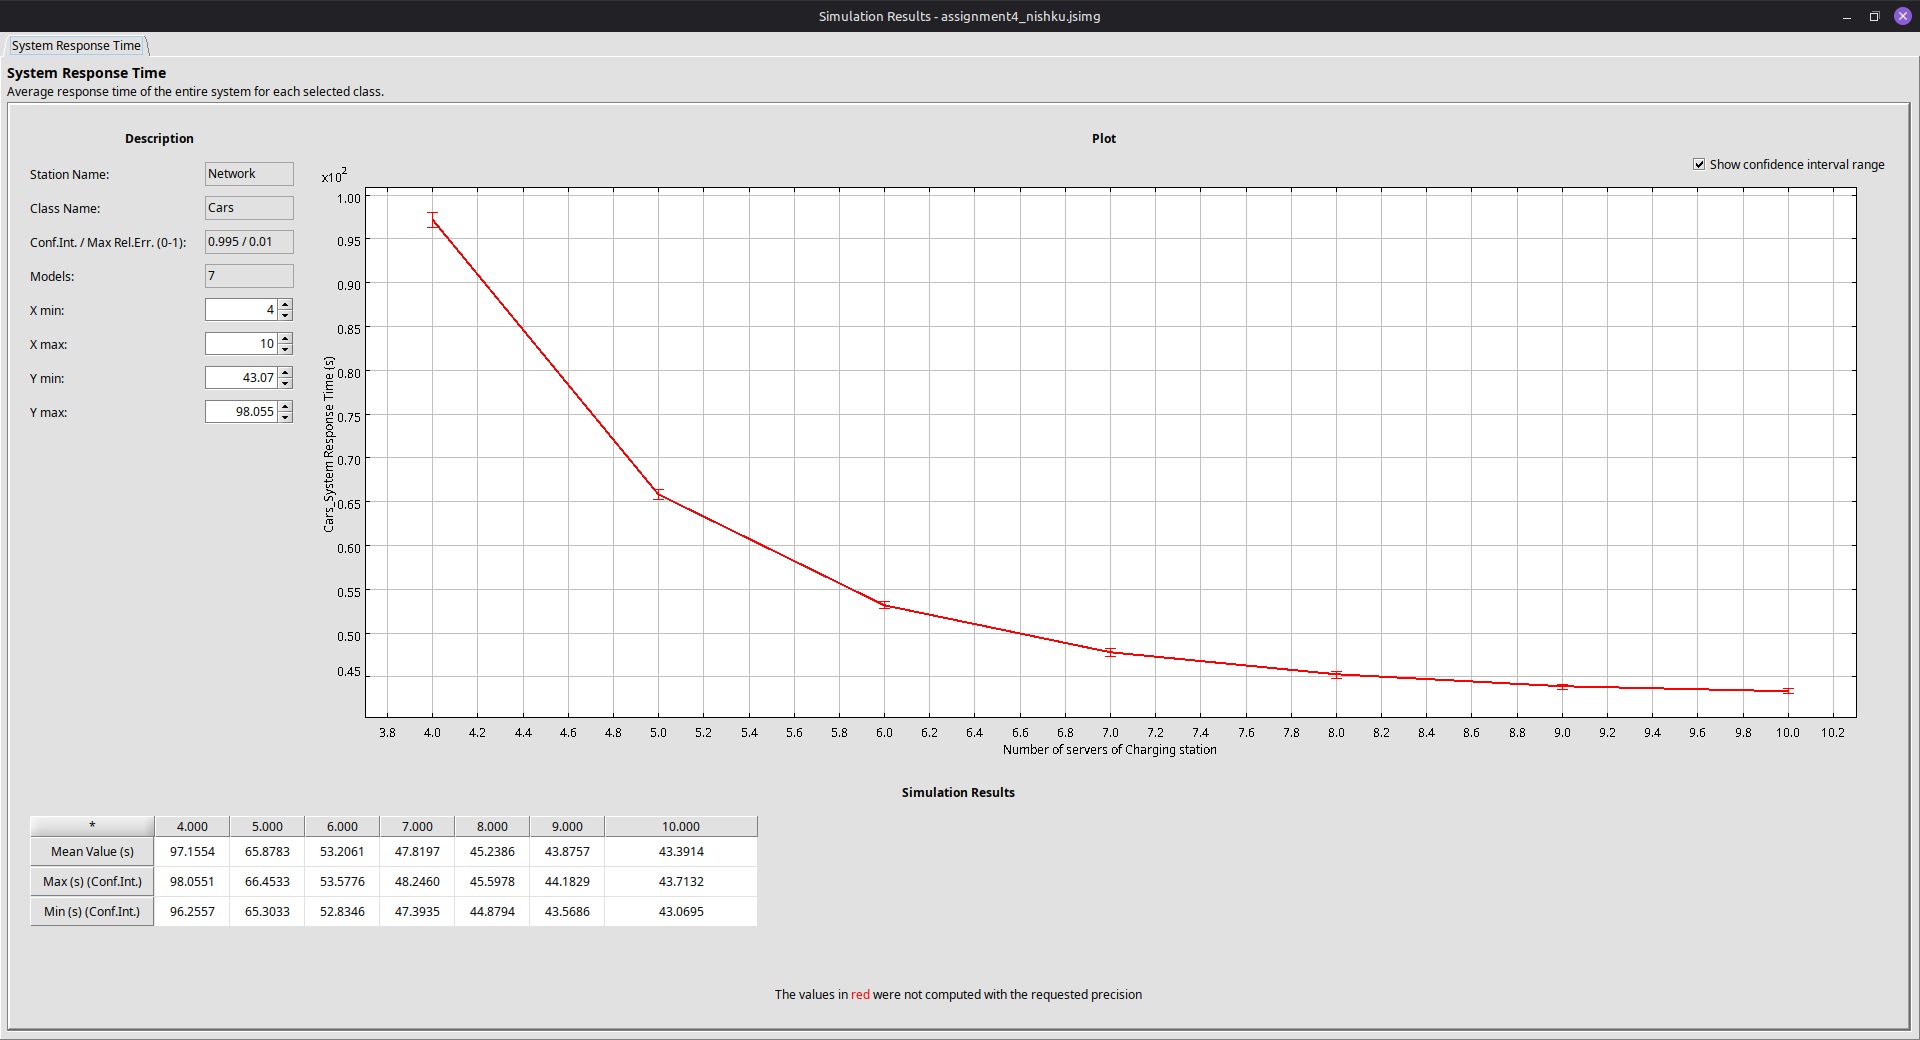 Simulation Results - assignment4_nishku.jsimg
System Response Time
System Response Time
Average response time of the entire system for each selected class.
Description
Station Name: Network
Class Name: Cars
Conf.Int. / Max Rel.Err. (0-1): 0.995 / 0.01
Models: 7
X min: 4
X max: 10
Y min: 43.07
Y max: 98.055
Plot
Show confidence interval range
x10^2
1.00
0.95
0.90
0.85
0.80
0.75
0.70
0.65
0.60
0.55
0.50
0.45
Cars_System Response Time (s)
3.8 4.0 4.2 4.4 4.6 4.8 5.0 5.2 5.4 5.6 5.8 6.0 6.2 6.4 6.6 6.8 7.0 7.2 7.4 7.6 7.8 8.0 8.2 8.4 8.6 8.8 9.0 9.2 9.4 9.6 9.8 10.0 10.2
Number of servers of Charging station
Simulation Results
* 4.000 5.000 6.000 7.000 8.000 9.000 10.000
Mean Value (s) 97.1554 65.8783 53.2061 47.8197 45.2386 43.8757 43.3914
Max (s) (Conf.Int.) 98.0551 66.4533 53.5776 48.2460 45.5978 44.1829 43.7132
Min (s) (Conf.Int.) 96.2557 65.3033 52.8346 47.3935 44.8794 43.5686 43.0695
The values in red were not computed with the requested precision